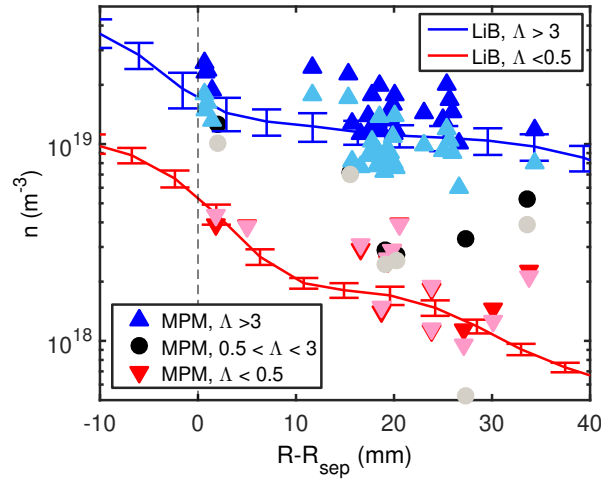 LiB, Λ > 3
LiB, Λ <0.5
10^19
n (m^-3)
10^18
MPM, Λ >3
MPM, 0.5 < Λ < 3
MPM, Λ < 0.5
-10 0 10 20 30 40
R-R_sep (mm)